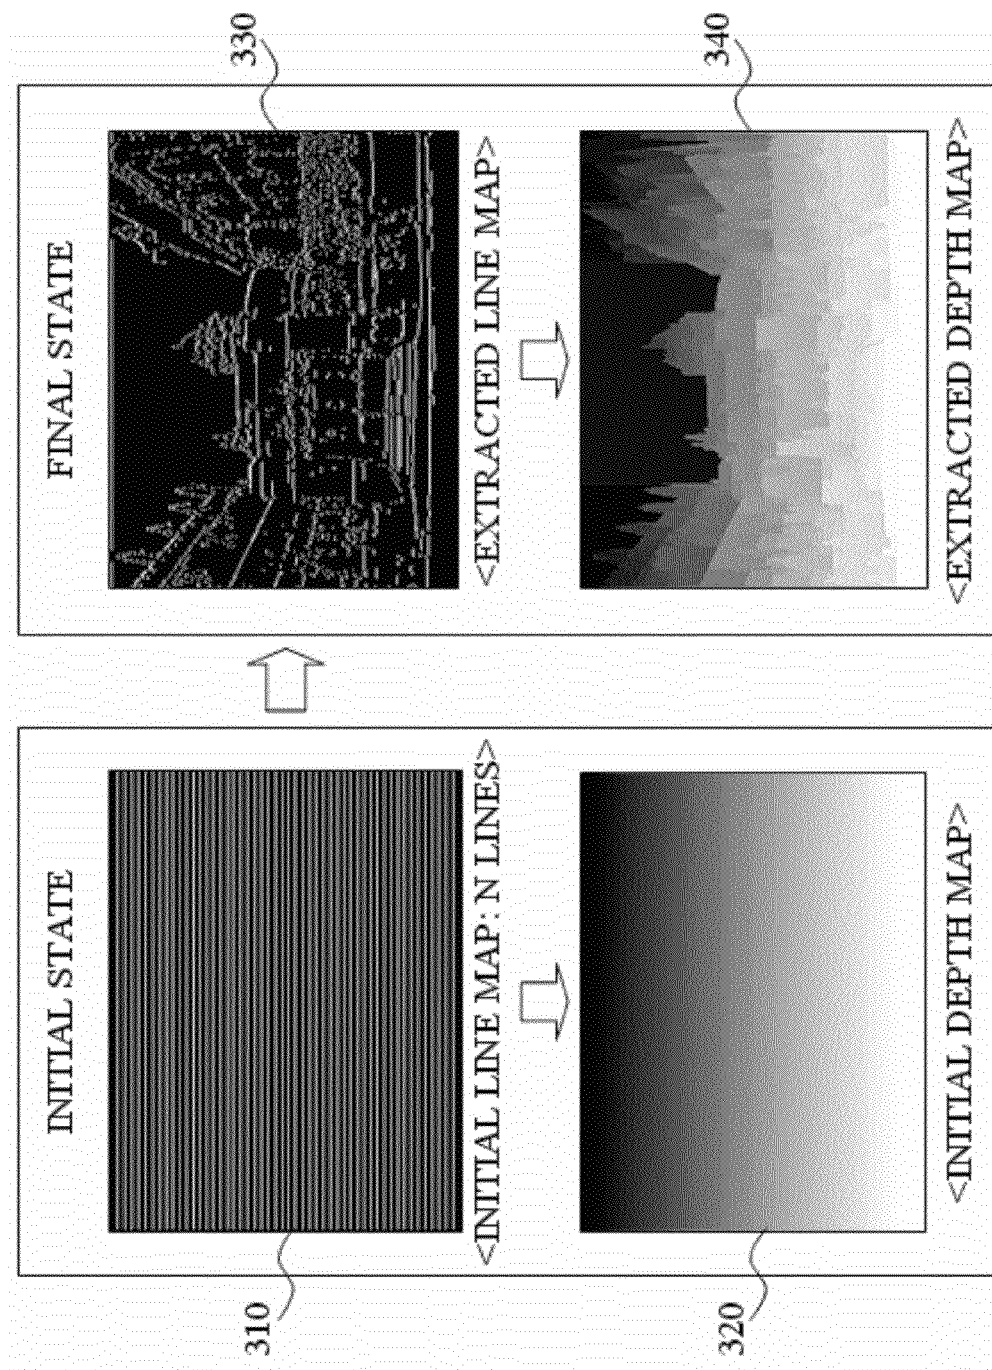 INITIAL STATE
310
<INITIAL LINE MAP: N LINES>
320
<INITIAL DEPTH MAP>
FINAL STATE
330
<EXTRACTED LINE MAP>
340
<EXTRACTED DEPTH MAP>